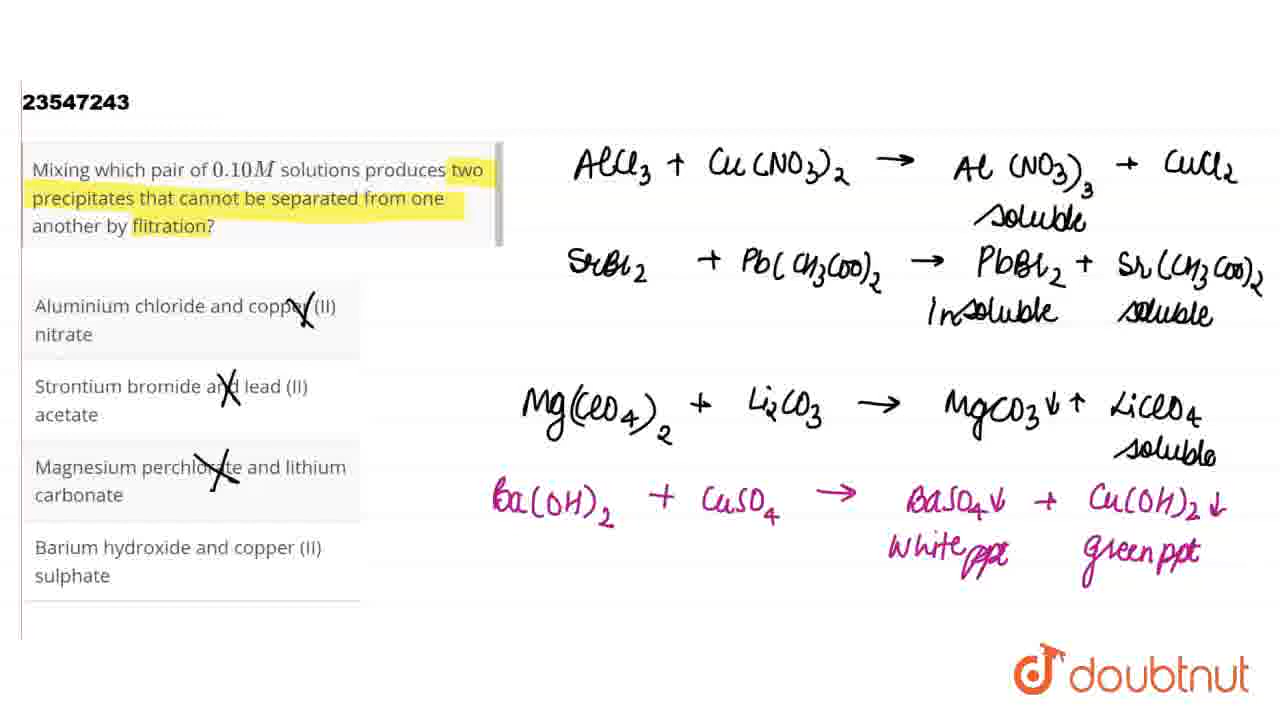 23547243
Mixing which pair of 0.10M solutions produces two
precipitates that cannot be separated from one
another by flitration?
Aluminium chloride and copper (II)
nitrate
Strontium bromide and lead (II)
acetate
Magnesium perchlorate and lithium
carbonate
Barium hydroxide and copper (II)
sulphate
AlCl3 + Cu(NO3)2 → Al(NO3)3 + CuCl2
soluble
SrBr2 + Pb(CH3COO)2 → PbBr2 + Sr(CH3COO)2
Insoluble soluble
Mg(ClO4)2 + Li2CO3 → MgCO3↓ + LiClO4
soluble
Ba(OH)2 + CuSO4 → BaSO4↓ + Cu(OH)2↓
White ppt green ppt
doubtnut